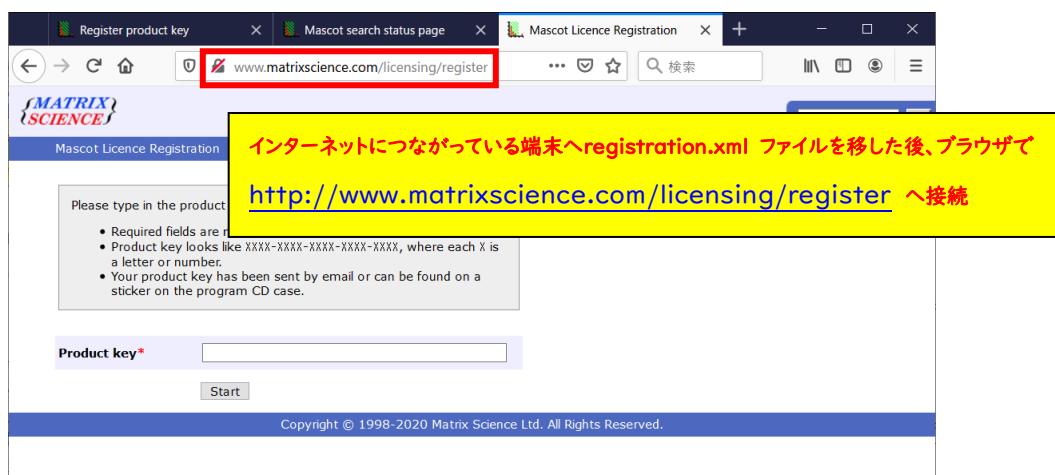 Register product key
Mascot search status page
Mascot Licence Registration
www.matrixscience.com/licensing/register
検索
MATRIX
SCIENCE
Mascot Licence Registration
インターネットにつながっている端末へregistration.xml ファイルを移した後、ブラウザで
http://www.matrixscience.com/licensing/register へ接続
Please type in the product
• Required fields are
• Product key looks like XXXX-XXXX-XXXX-XXXX-XXXX, where each X is
a letter or number.
• Your product key has been sent by email or can be found on a
sticker on the program CD case.
Product key*
Start
Copyright © 1998-2020 Matrix Science Ltd. All Rights Reserved.